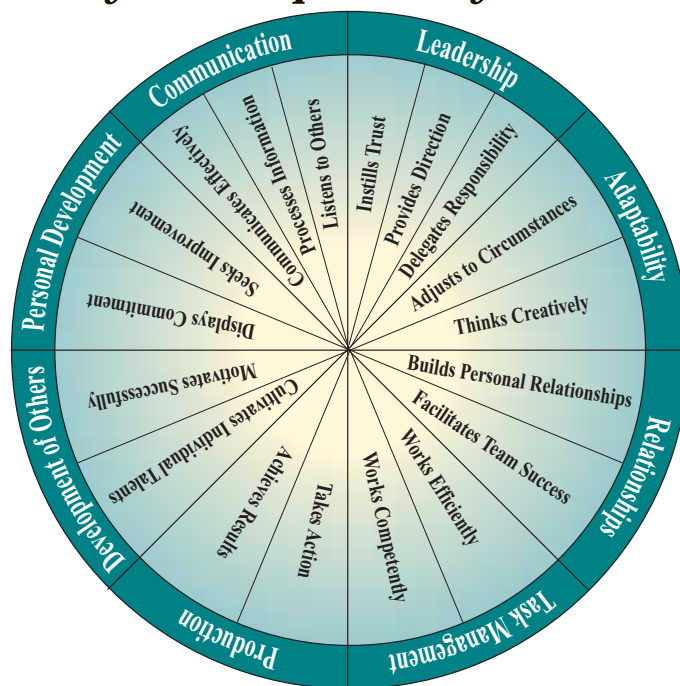 Communication
Leadership
Adaptability
Relationships
Task Management
Production
Development of Others
Personal Development
Listens to Others
Processes Information
Communicates Effectively
Instills Trust
Provides Direction
Delegates Responsibility
Adjusts to Circumstances
Thinks Creatively
Builds Personal Relationships
Facilitates Team Success
Works Efficiently
Works Competently
Takes Action
Achieves Results
Cultivates Individual Talents
Motivates Successfully
Displays Commitment
Seeks Improvement